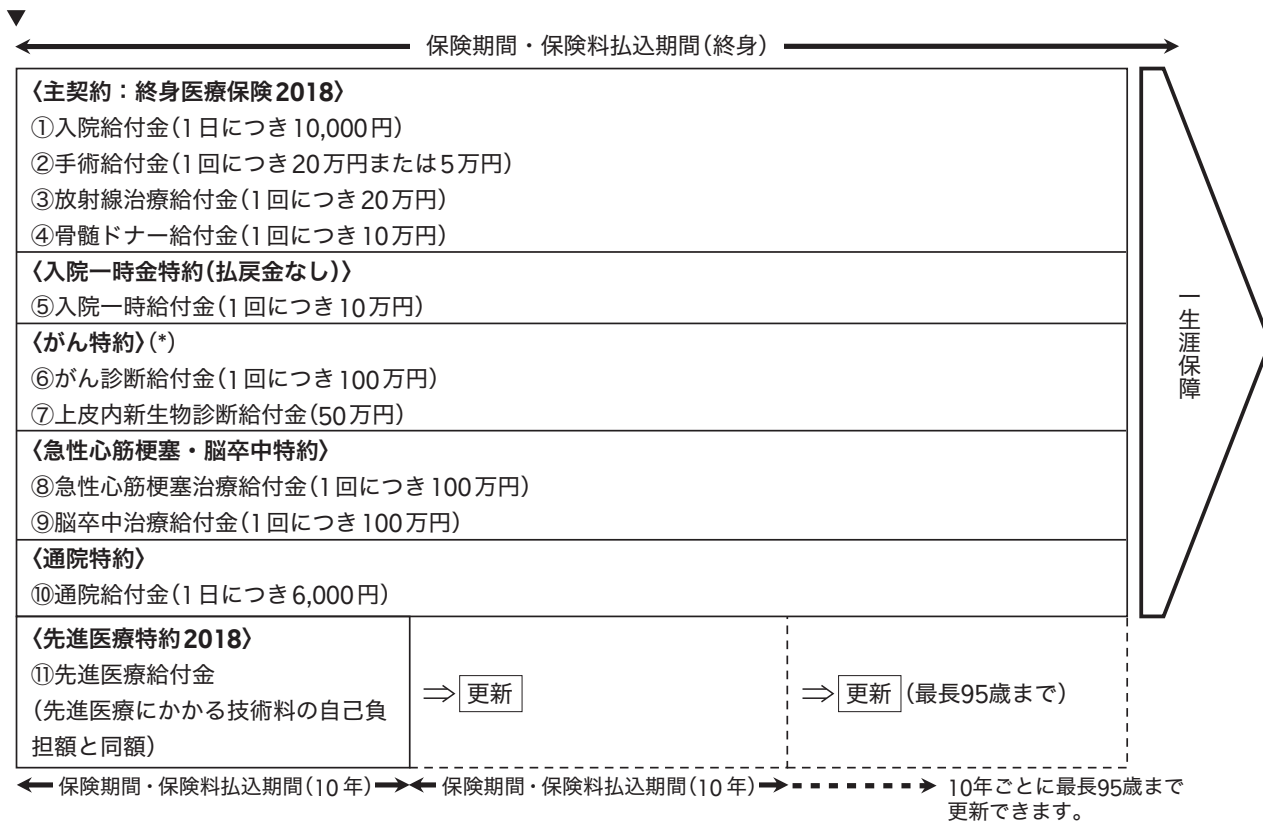 ▼
保険期間・保険料払込期間(終身)
〈主契約:終身医療保険2018〉
①入院給付金(1日につき10,000円)
②手術給付金(1回につき20万円または5万円)
③放射線治療給付金(1回につき20万円)
④骨髄ドナー給付金(1回につき10万円)
〈入院一時金特約(払戻金なし)〉
⑤入院一時給付金(1回につき10万円)
〈がん特約〉(*)
⑥がん診断給付金(1回につき100万円)
⑦上皮内新生物診断給付金(50万円)
〈急性心筋梗塞・脳卒中特約〉
⑧急性心筋梗塞治療給付金(1回につき100万円)
⑨脳卒中治療給付金(1回につき100万円)
〈通院特約〉
⑩通院給付金(1日につき6,000円)
一生涯保障
〈先進医療特約2018〉
⑪先進医療給付金
(先進医療にかかる技術料の自己負
担額と同額)
⇒更新
⇒更新(最長95歳まで)
保険期間・保険料払込期間(10年)
保険期間・保険料払込期間(10年)
10年ごとに最長95歳まで
更新できます。